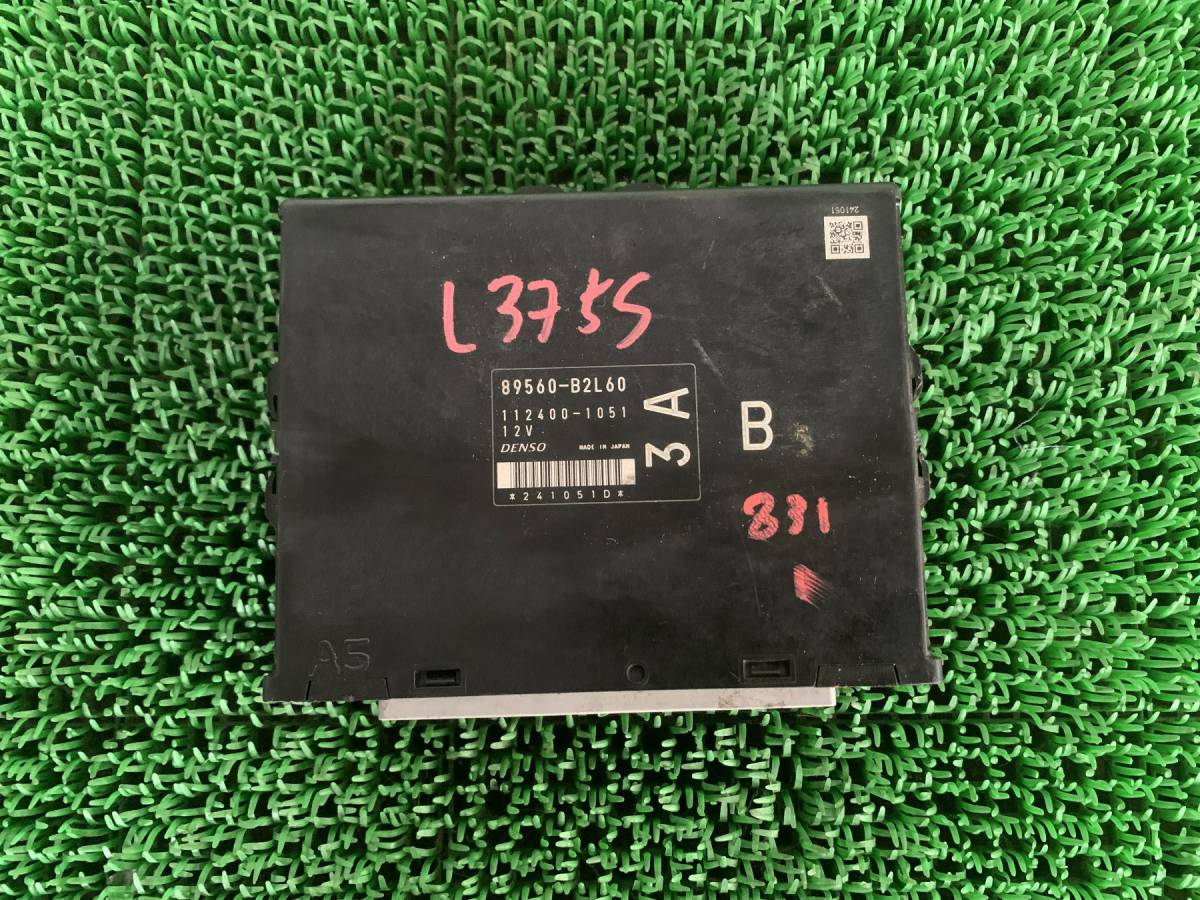 241051
L375S
89560-B2L60
112400-1051
12V
DENSO MADE IN JAPAN
*241051D*
3A
B
831
A5